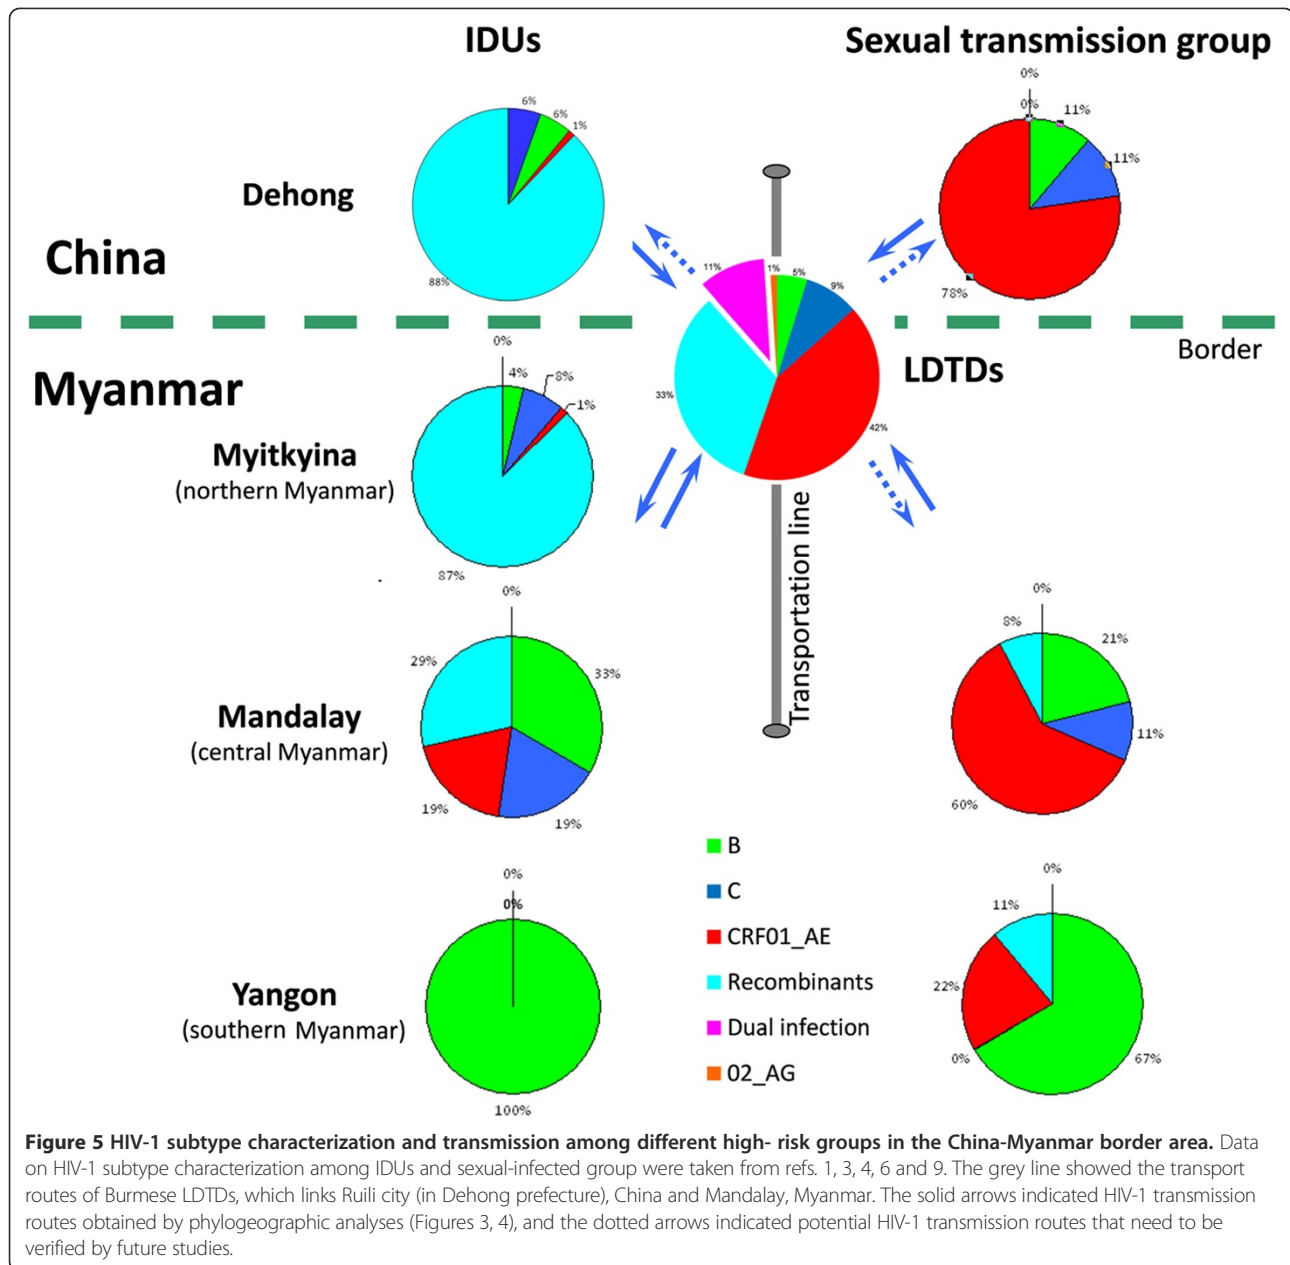 IDUs
Sexual transmission group
6%
6%
1%
88%
0%
0%
11%
11%
78%
Dehong
China
11%
1%
5%
9%
33%
42%
LDTDs
Border
Myanmar
0%
4%
8%
1%
87%
Myitkyina
(northern Myanmar)
Transportation line
0%
29%
33%
19%
19%
Mandalay
(central Myanmar)
0%
8%
21%
11%
60%
B
C
CRF01_AE
Recombinants
Dual infection
02_AG
0%
0%
100%
Yangon
(southern Myanmar)
0%
11%
22%
0%
67%
Figure 5 HIV-1 subtype characterization and transmission among different high- risk groups in the China-Myanmar border area. Data
on HIV-1 subtype characterization among IDUs and sexual-infected group were taken from refs. 1, 3, 4, 6 and 9. The grey line showed the transport
routes of Burmese LDTDs, which links Ruili city (in Dehong prefecture), China and Mandalay, Myanmar. The solid arrows indicated HIV-1 transmission
routes obtained by phylogeographic analyses (Figures 3, 4), and the dotted arrows indicated potential HIV-1 transmission routes that need to be
verified by future studies.